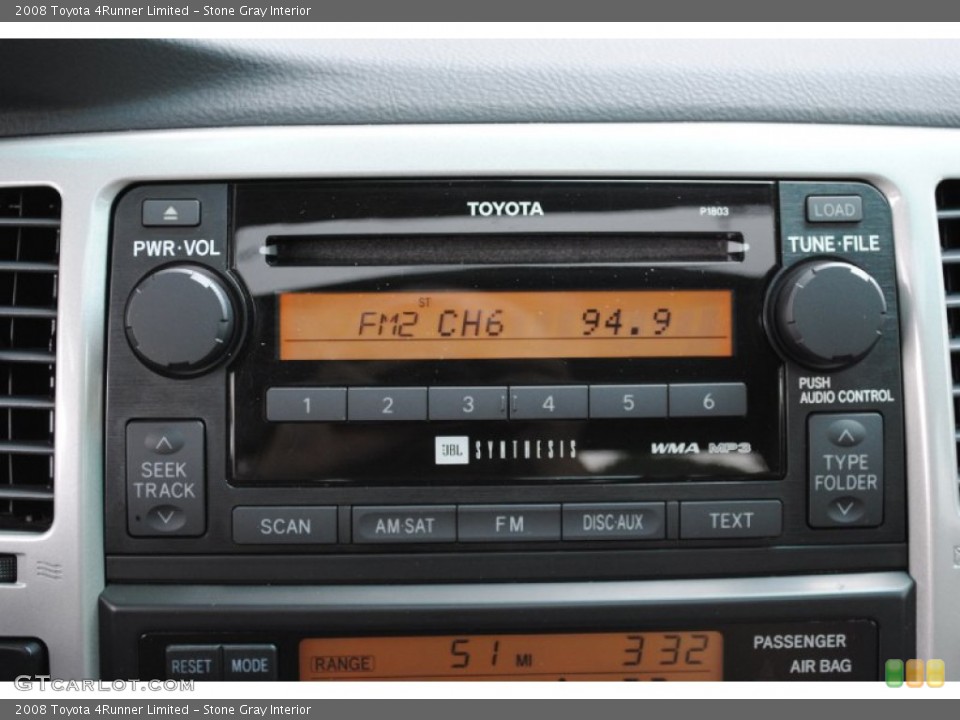 2008 Toyota 4Runner Limited - Stone Gray Interior
TOYOTA
P1803
LOAD
PWR·VOL
TUNE·FILE
ST
FM2 CH6 94.9
1 2 3 4 5 6
PUSH
AUDIO CONTROL
JBL SYNTHESIS
WMA MP3
SEEK
TRACK
TYPE
FOLDER
SCAN
AM·SAT
FM
DISC·AUX
TEXT
RESET
MODE
RANGE 51 MI 332
PASSENGER
AIR BAG
GTCarLot.com
2008 Toyota 4Runner Limited - Stone Gray Interior